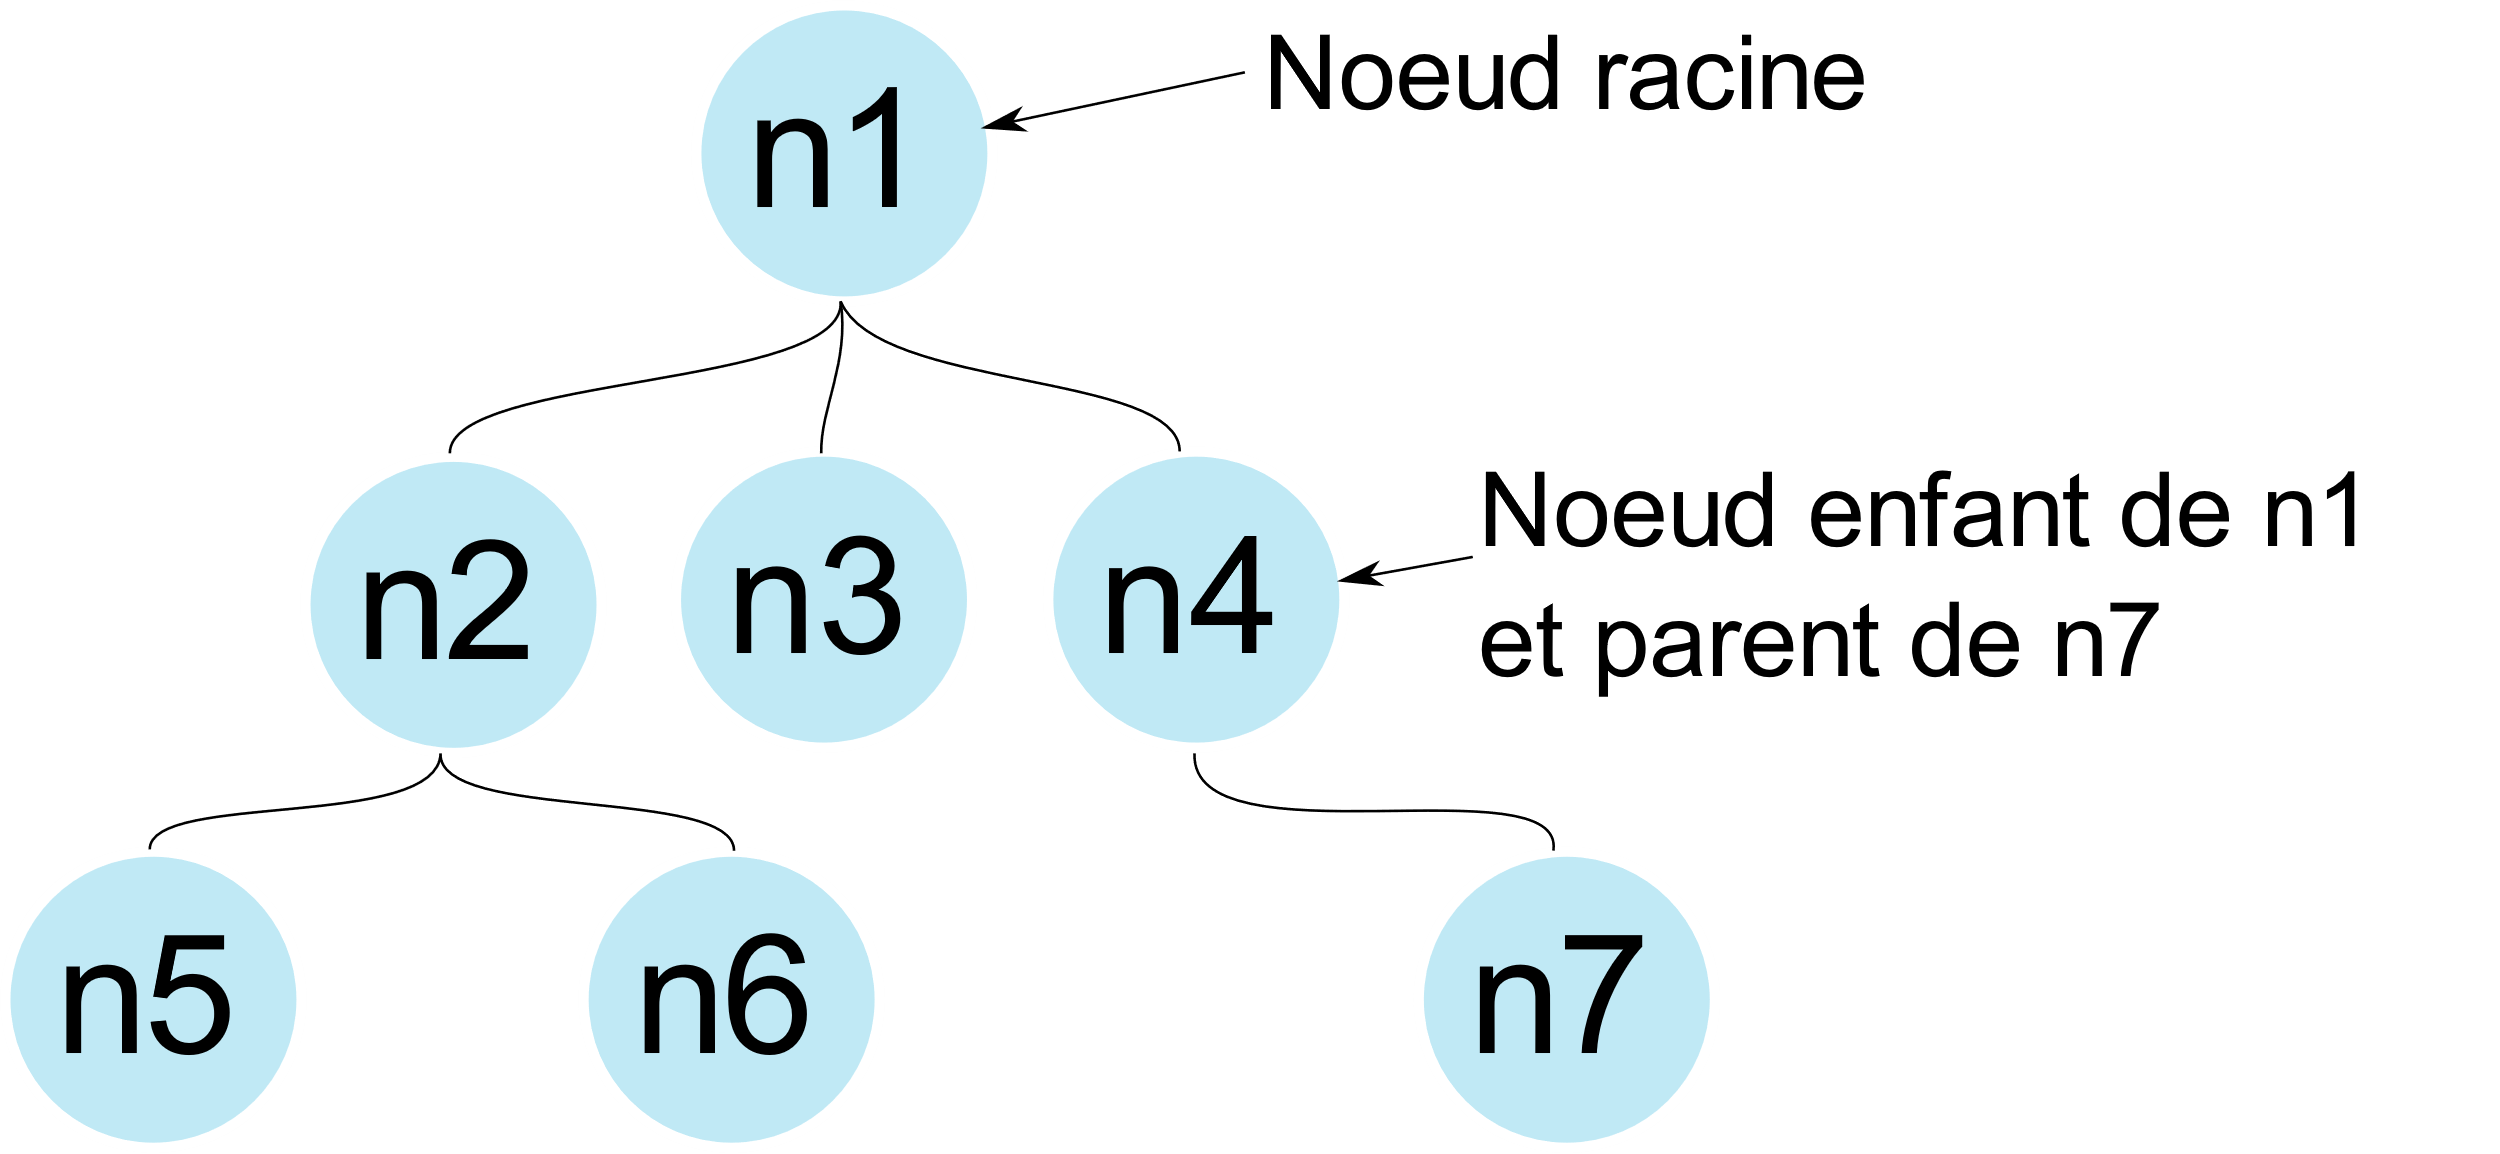 n1
Noeud racine
n2
n3
n4
Noeud enfant de n1
et parent de n7
n5
n6
n7